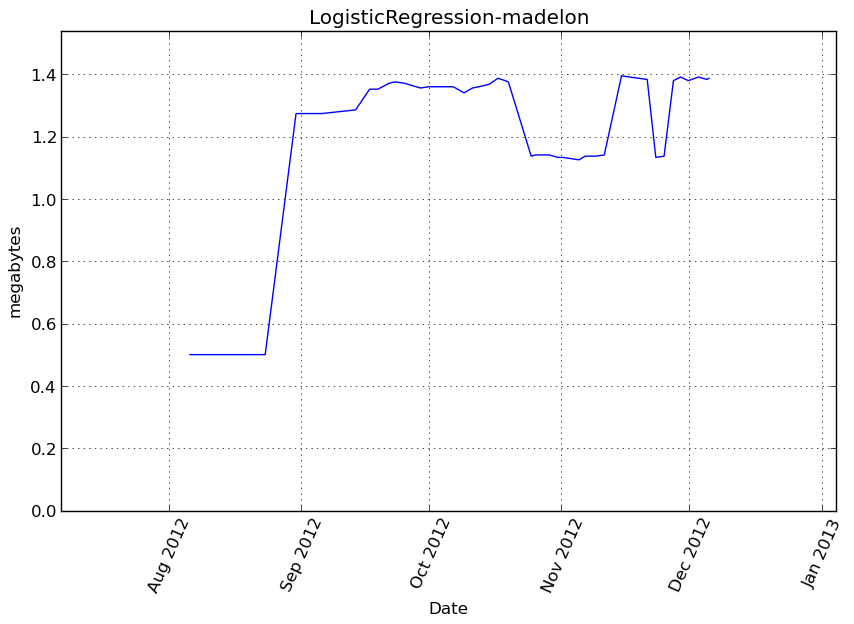 LogisticRegression-madelon
megabytes
1.4
1.2
1.0
0.8
0.6
0.4
0.2
0.0
Aug 2012
Sep 2012
Oct 2012
Nov 2012
Dec 2012
Jan 2013
Date